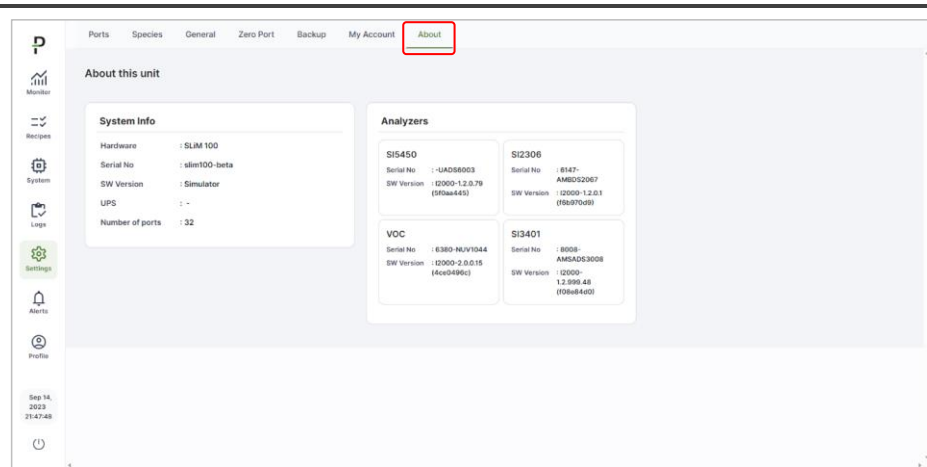 Ports Species General Zero Port Backup My Account About
Monitor
Recipes
System
Logs
Settings
Alerts
Profile
Sep 14,
2023
21:47:48
About this unit
System Info
Hardware : SLiM 100
Serial No : slim100-beta
SW Version : Simulator
UPS : -
Number of ports : 32
Analyzers
SI5450
Serial No : -UADS6003
SW Version : I2000-1.2.0.79
(5f0aa445)
SI2306
Serial No : 6147-
AMBDS2067
SW Version : I2000-1.2.0.1
(f6b970d9)
VOC
Serial No : 6380-NUV1044
SW Version : I2000-2.0.0.15
(4ce0496c)
SI3401
Serial No : 8008-
AMSADS3008
SW Version : I2000-
1.2.999.48
(f08e84d0)